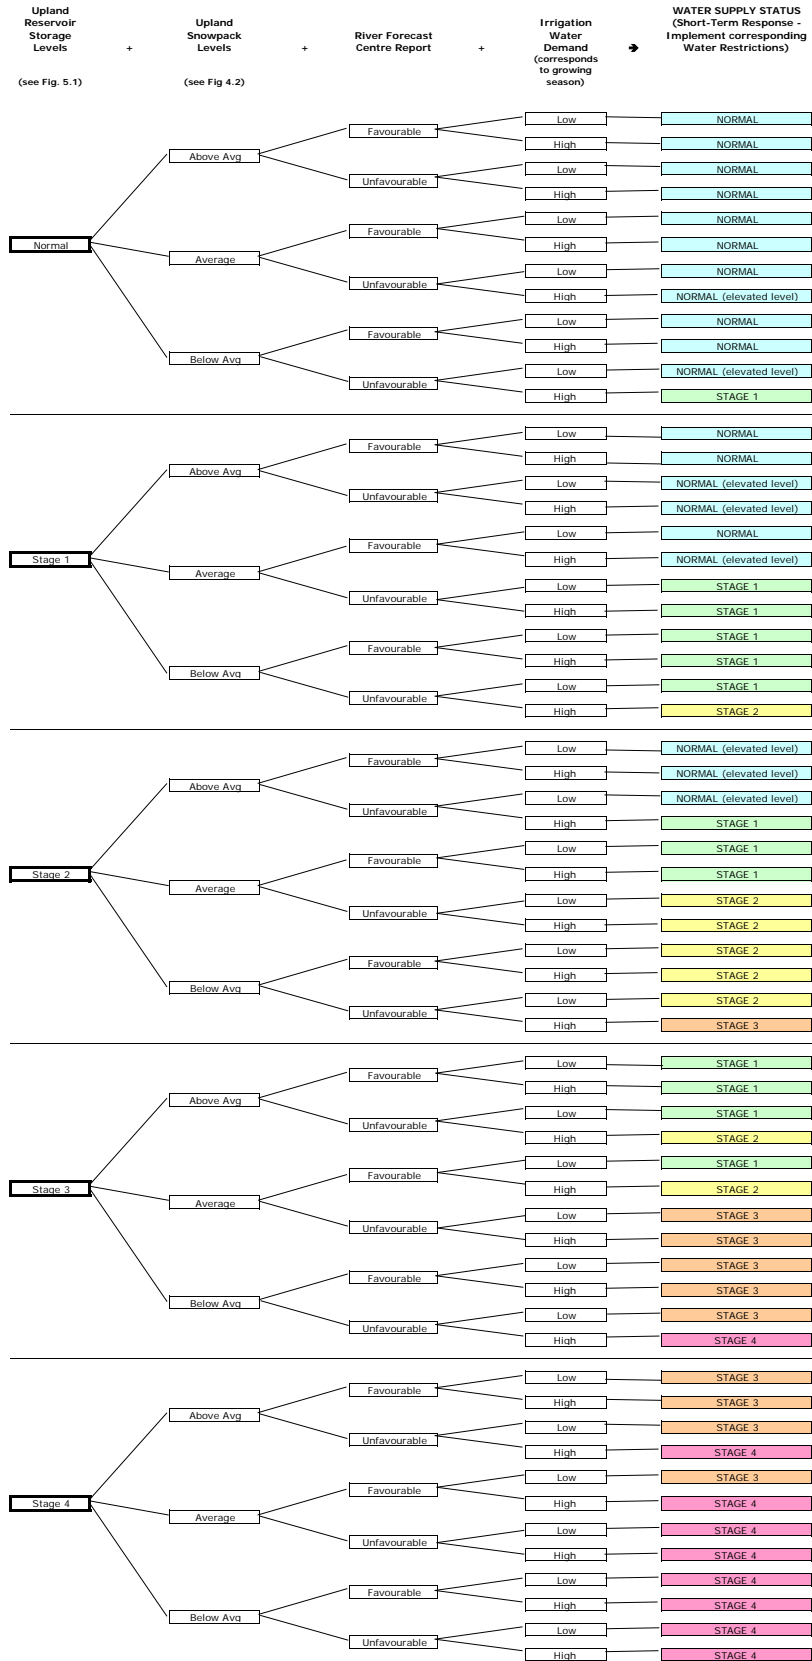 Upland Reservoir Storage Levels + Upland Snowpack Levels + River Forecast Centre Report + Irrigation Water Demand (corresponds to growing season) ➔ WATER SUPPLY STATUS (Short-Term Response - Implement corresponding Water Restrictions)
(see Fig. 5.1) (see Fig 4.2)
Low NORMAL
Favourable
High NORMAL
Above Avg
Low NORMAL
Unfavourable
High NORMAL
Low NORMAL
Favourable
Normal High NORMAL
Average
Low NORMAL
Unfavourable
High NORMAL (elevated level)
Low NORMAL
Favourable
High NORMAL
Below Avg
Low NORMAL (elevated level)
Unfavourable
High STAGE 1
Low NORMAL
Favourable
High NORMAL
Above Avg
Low NORMAL (elevated level)
Unfavourable
High NORMAL (elevated level)
Low NORMAL
Favourable
Stage 1 High NORMAL (elevated level)
Average
Low STAGE 1
Unfavourable
High STAGE 1
Low STAGE 1
Favourable
High STAGE 1
Below Avg
Low STAGE 1
Unfavourable
High STAGE 2
Low NORMAL (elevated level)
Favourable
High NORMAL (elevated level)
Above Avg
Low NORMAL (elevated level)
Unfavourable
High STAGE 1
Low STAGE 1
Favourable
Stage 2 High STAGE 1
Average
Low STAGE 2
Unfavourable
High STAGE 2
Low STAGE 2
Favourable
High STAGE 2
Below Avg
Low STAGE 2
Unfavourable
High STAGE 3
Low STAGE 1
Favourable
High STAGE 1
Above Avg
Low STAGE 1
Unfavourable
High STAGE 2
Low STAGE 1
Favourable
Stage 3 High STAGE 2
Average
Low STAGE 3
Unfavourable
High STAGE 3
Low STAGE 3
Favourable
High STAGE 3
Below Avg
Low STAGE 3
Unfavourable
High STAGE 4
Low STAGE 3
Favourable
High STAGE 3
Above Avg
Low STAGE 3
Unfavourable
High STAGE 4
Low STAGE 3
Favourable
Stage 4 High STAGE 4
Average
Low STAGE 4
Unfavourable
High STAGE 4
Low STAGE 4
Favourable
High STAGE 4
Below Avg
Low STAGE 4
Unfavourable
High STAGE 4